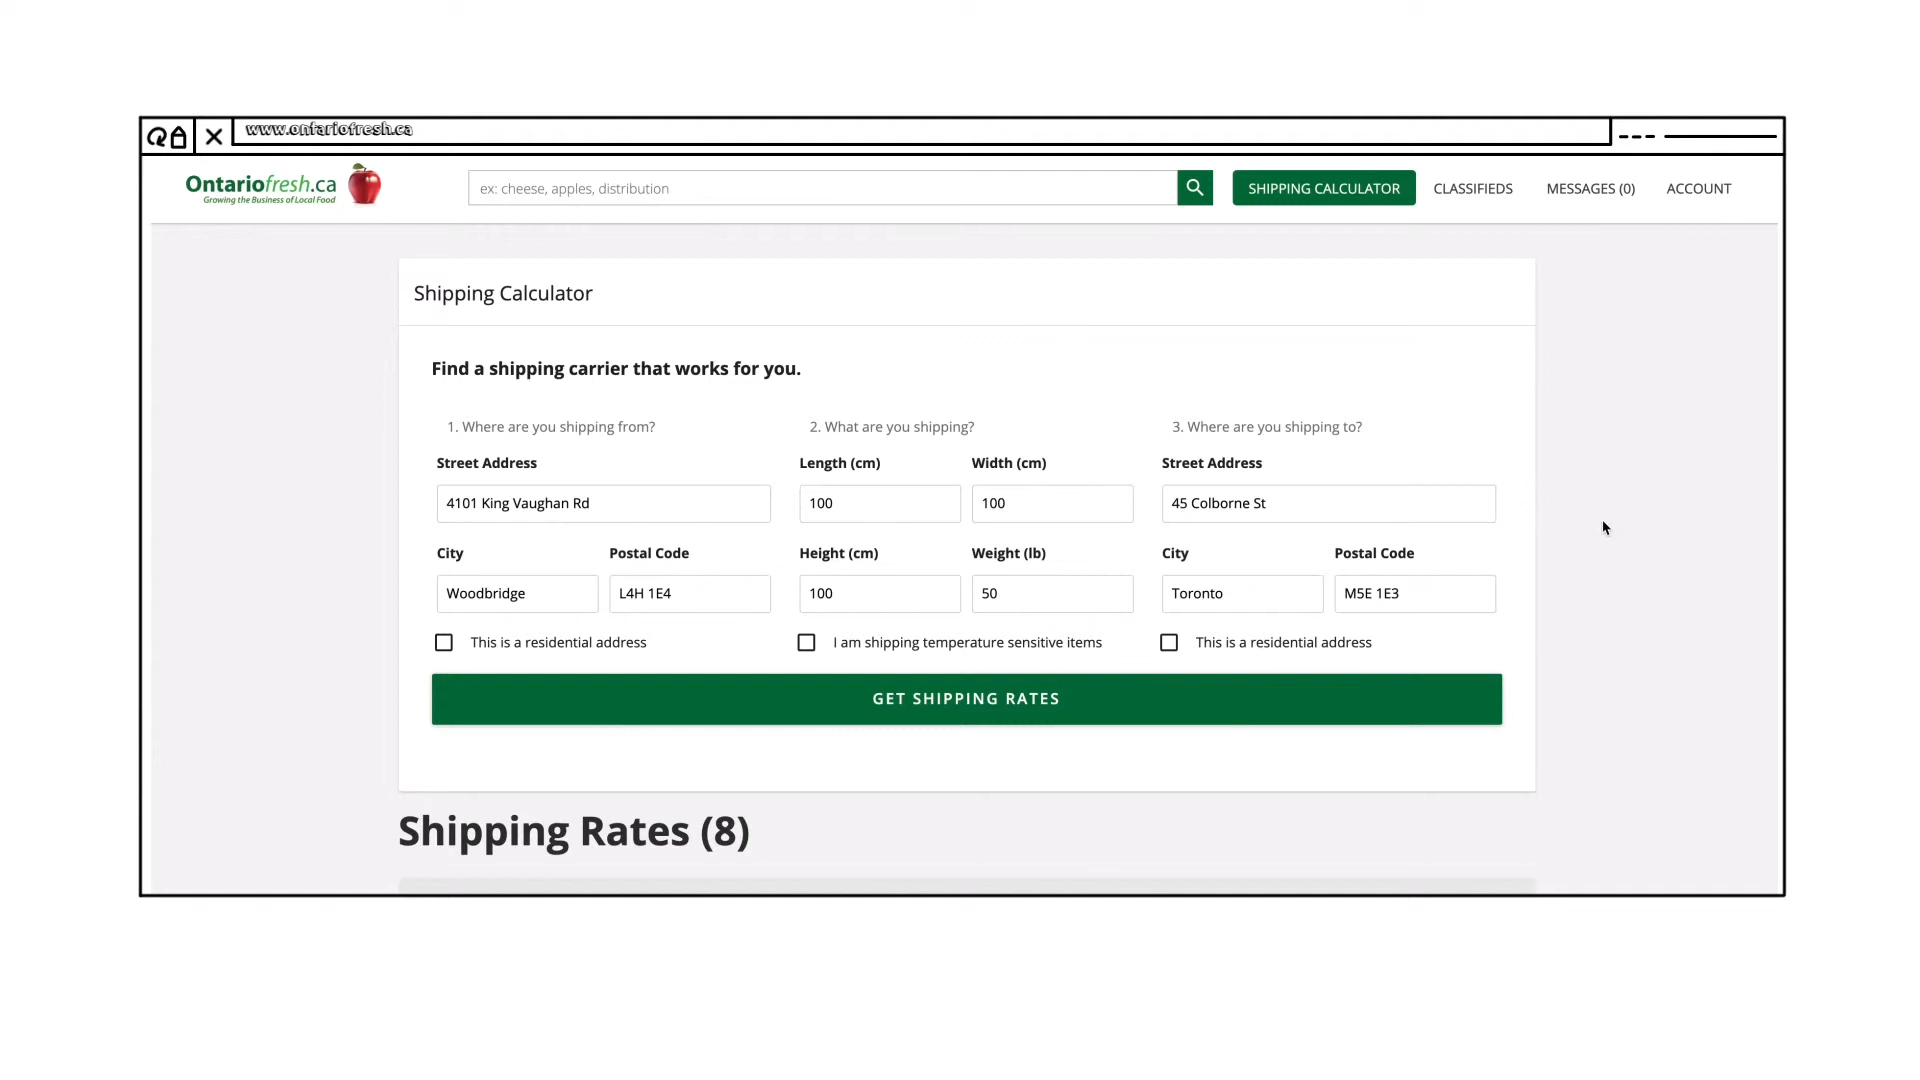 www.ontariofresh.ca
Ontariofresh.ca
Growing the Business of Local Food
ex: cheese, apples, distribution
SHIPPING CALCULATOR
CLASSIFIEDS
MESSAGES (0)
ACCOUNT
Shipping Calculator
Find a shipping carrier that works for you.
1. Where are you shipping from?
Street Address
4101 King Vaughan Rd
City
Postal Code
Woodbridge
L4H 1E4
This is a residential address
2. What are you shipping?
Length (cm)
Width (cm)
100
100
Height (cm)
Weight (lb)
100
50
I am shipping temperature sensitive items
3. Where are you shipping to?
Street Address
45 Colborne St
City
Postal Code
Toronto
M5E 1E3
This is a residential address
GET SHIPPING RATES
Shipping Rates (8)